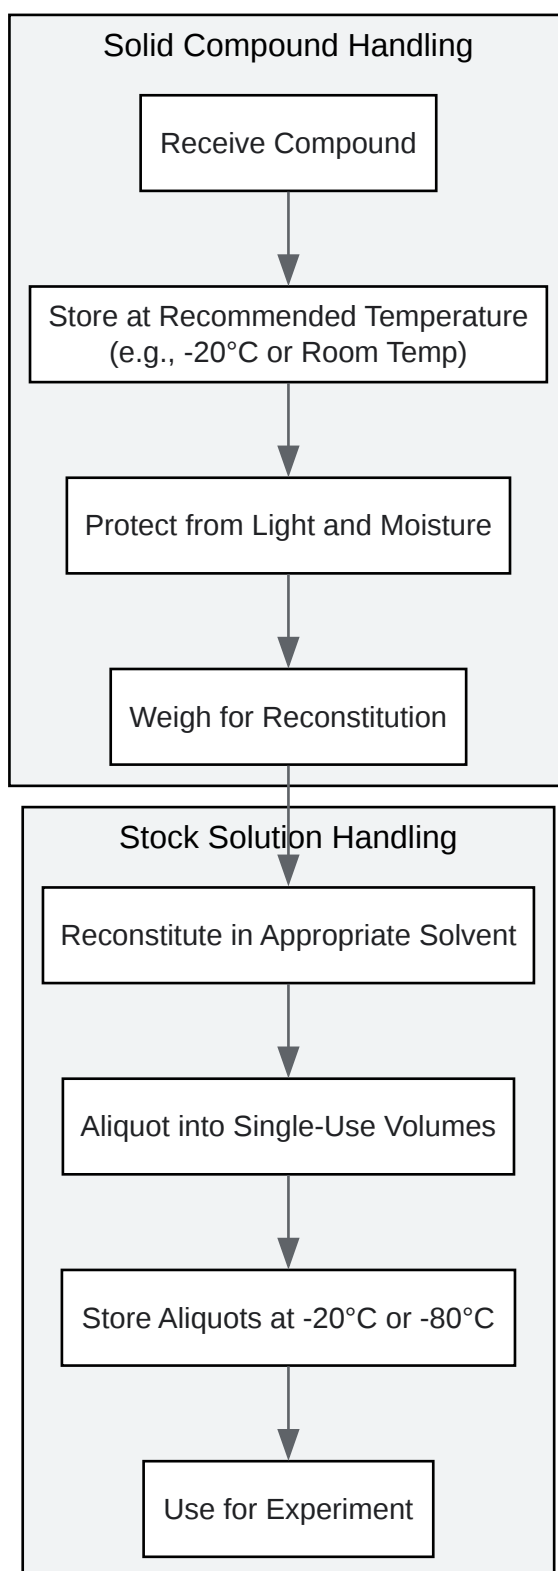 Solid Compound Handling
Receive Compound
Store at Recommended Temperature
(e.g., -20°C or Room Temp)
Protect from Light and Moisture
Weigh for Reconstitution
Stock Solution Handling
Reconstitute in Appropriate Solvent
Aliquot into Single-Use Volumes
Store Aliquots at -20°C or -80°C
Use for Experiment